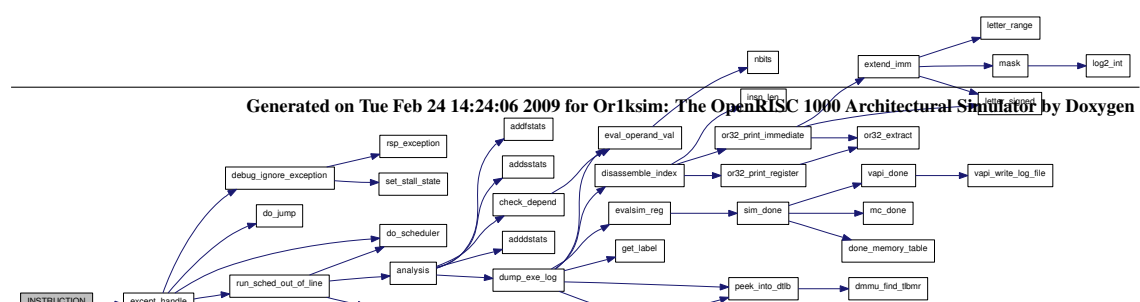 letter_range
nbits
extend_imm
mask
log2_int
insn_len
letter_signed
Generated on Tue Feb 24 14:24:06 2009 for Or1ksim: The OpenRISC 1000 Architectural Simulator by Doxygen
addfstats
eval_operand_val
or32_print_immediate
or32_extract
rsp_exception
addsstats
debug_ignore_exception
set_stall_state
disassemble_index
or32_print_register
vapi_done
vapi_write_log_file
check_depend
do_jump
evalsim_reg
sim_done
mc_done
do_scheduler
adddstats
get_label
done_memory_table
analysis
dump_exe_log
run_sched_out_of_line
peek_into_dtlb
dmmu_find_tlbmr
INSTRUCTION
except_handle